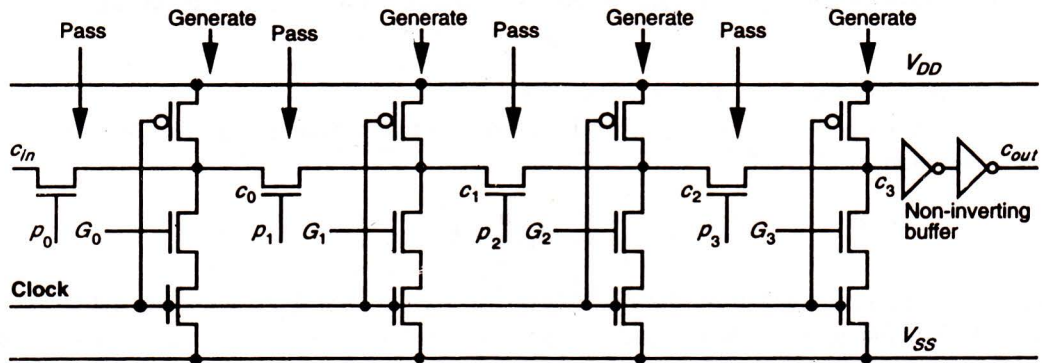 Pass Generate Pass Generate Pass Generate Pass Generate
V_DD
c_in c_0 c_1 c_2 c_3 c_out
Non-inverting
buffer
p_0 G_0 p_1 G_1 p_2 G_2 p_3 G_3
Clock
V_SS